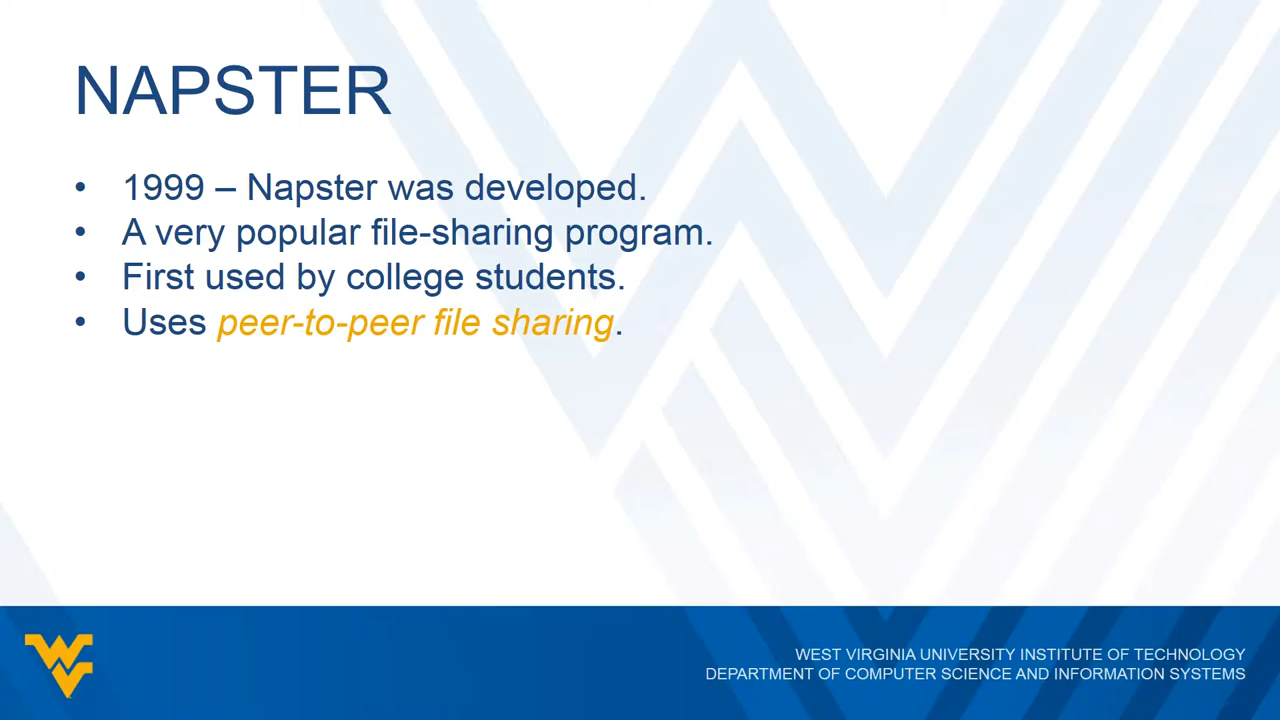 NAPSTER
• 1999 – Napster was developed.
• A very popular file-sharing program.
• First used by college students.
• Uses peer-to-peer file sharing.
WEST VIRGINIA UNIVERSITY INSTITUTE OF TECHNOLOGY
DEPARTMENT OF COMPUTER SCIENCE AND INFORMATION SYSTEMS